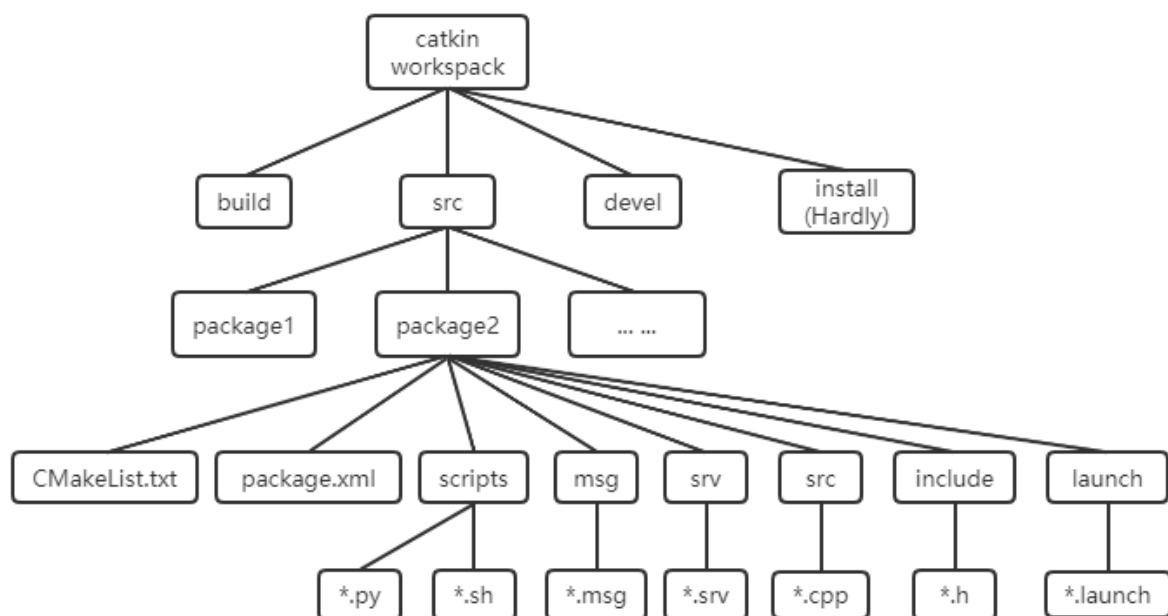 catkin
workspack
build
src
devel
install
(Hardly)
package1
package2
... ...
CMakeList.txt
package.xml
scripts
msg
srv
src
include
launch
*.py
*.sh
*.msg
*.srv
*.cpp
*.h
*.launch